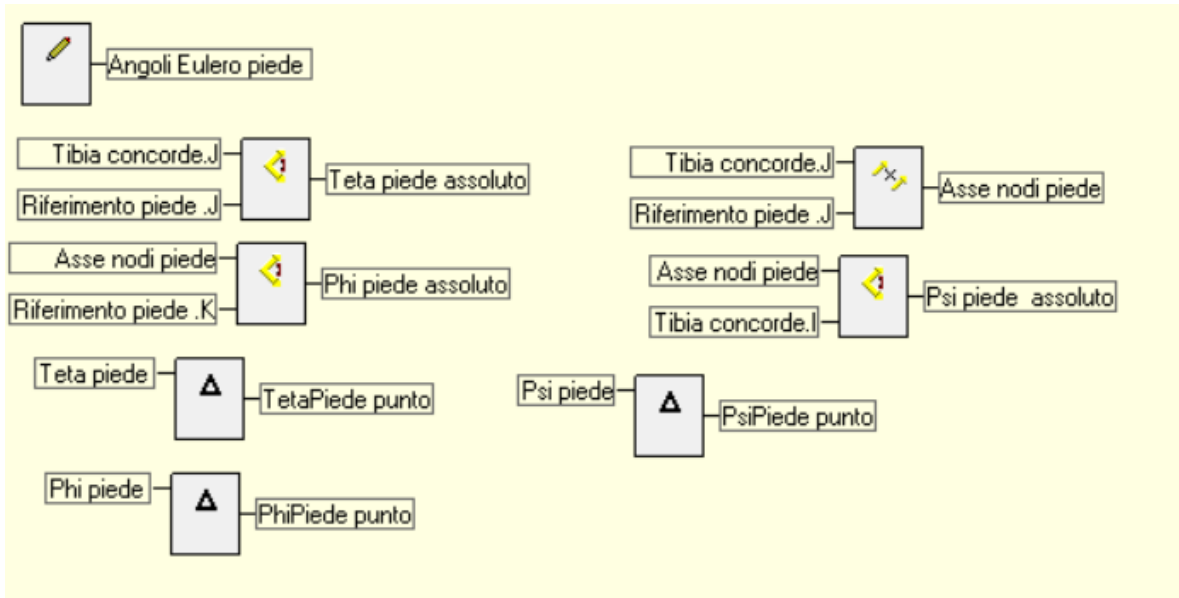 Angoli Eulero piede
Tibia concorde.J
Riferimento piede .J
Teta piede assoluto
Tibia concorde.J
Riferimento piede .J
Asse nodi piede
Asse nodi piede
Riferimento piede .K
Phi piede assoluto
Asse nodi piede
Tibia concorde.I
Psi piede assoluto
Teta piede
TetaPiede punto
Psi piede
PsiPiede punto
Phi piede
PhiPiede punto